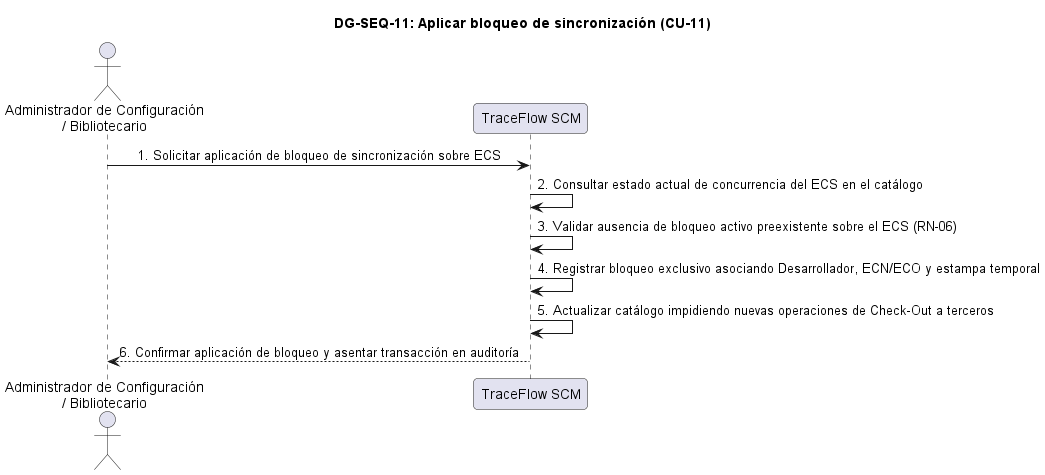 DG-SEQ-11: Aplicar bloqueo de sincronización (CU-11)
Administrador de Configuración
/ Bibliotecario
TraceFlow SCM
1. Solicitar aplicación de bloqueo de sincronización sobre ECS
2. Consultar estado actual de concurrencia del ECS en el catálogo
3. Validar ausencia de bloqueo activo preexistente sobre el ECS (RN-06)
4. Registrar bloqueo exclusivo asociando Desarrollador, ECN/ECO y estampa temporal
5. Actualizar catálogo impidiendo nuevas operaciones de Check-Out a terceros
6. Confirmar aplicación de bloqueo y asentar transacción en auditoría
Administrador de Configuración
/ Bibliotecario
TraceFlow SCM